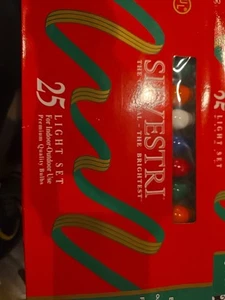 25
LIGHT SET
For Indoor-Outdoor Use
Premium Quality Bulbs
SILVESTRI
THE ORIGINAL - THE BRIGHTEST
25
LIGHT SET